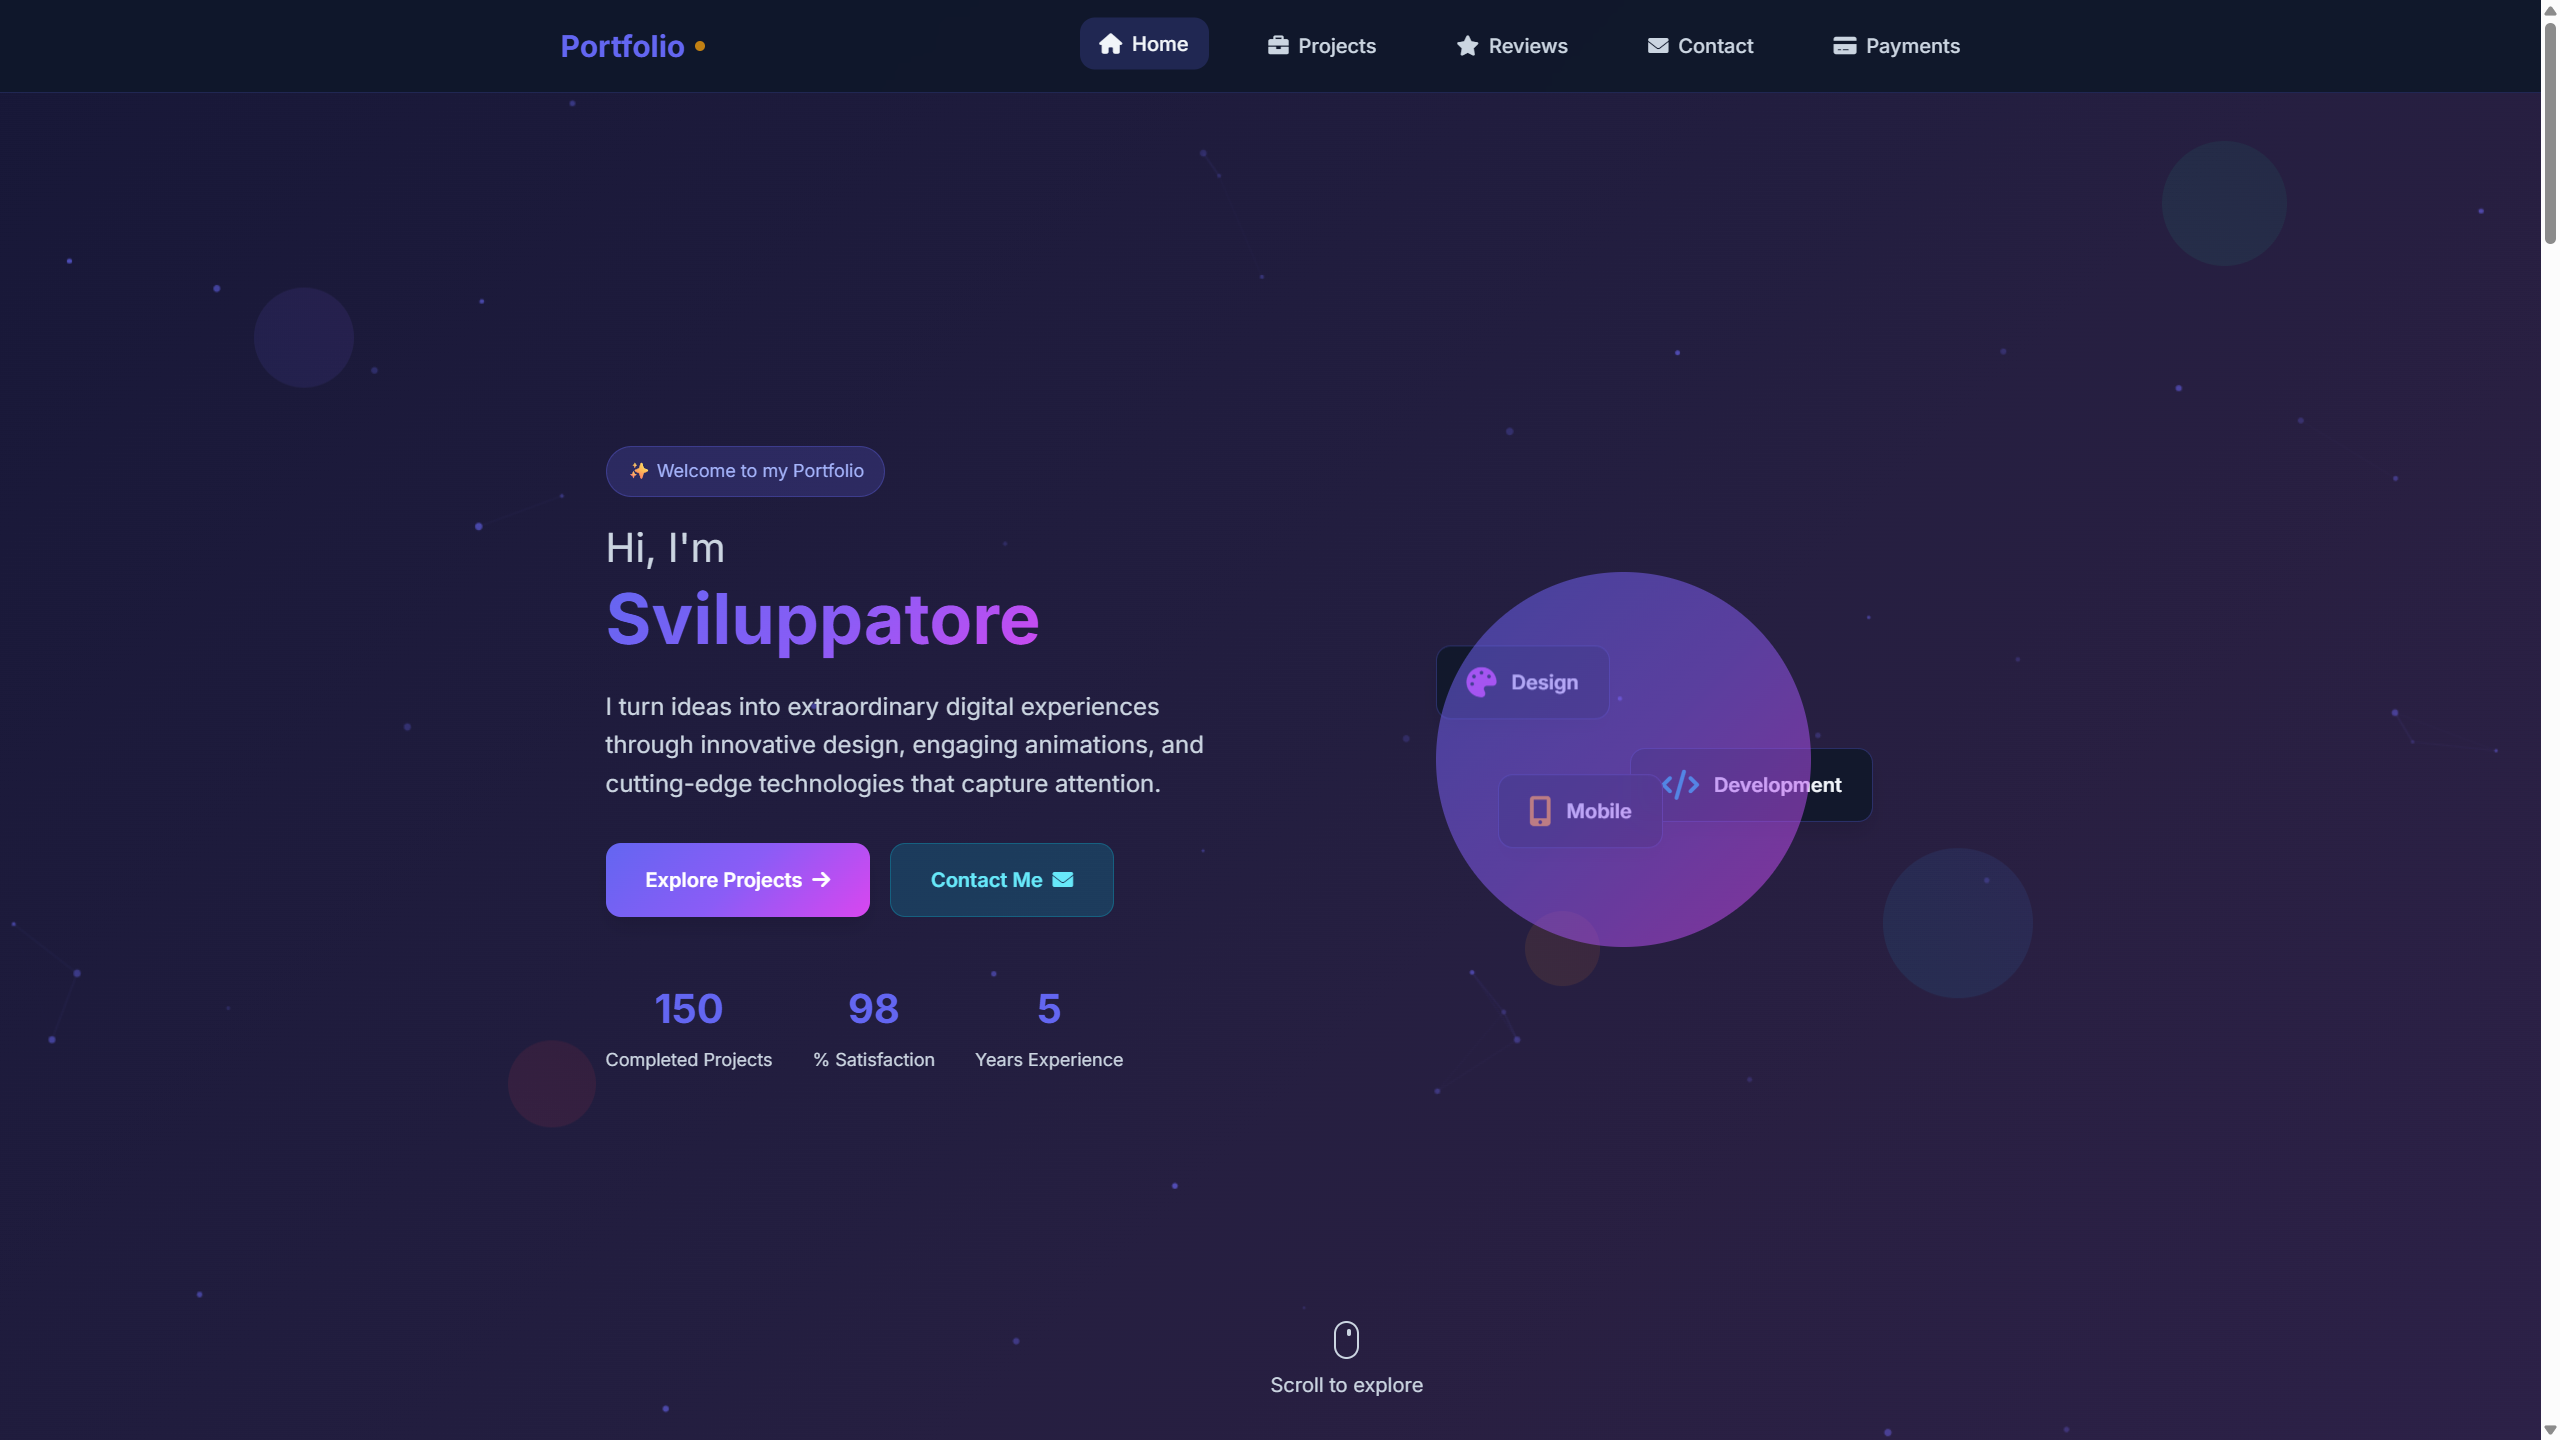 Portfolio
Home
Projects
Reviews
Contact
Payments
✨ Welcome to my Portfolio
Hi, I'm
Sviluppatore
I turn ideas into extraordinary digital experiences
through innovative design, engaging animations, and
cutting-edge technologies that capture attention.
Explore Projects →
Contact Me
150
Completed Projects
98
% Satisfaction
5
Years Experience
Design
</> Development
Mobile
Scroll to explore